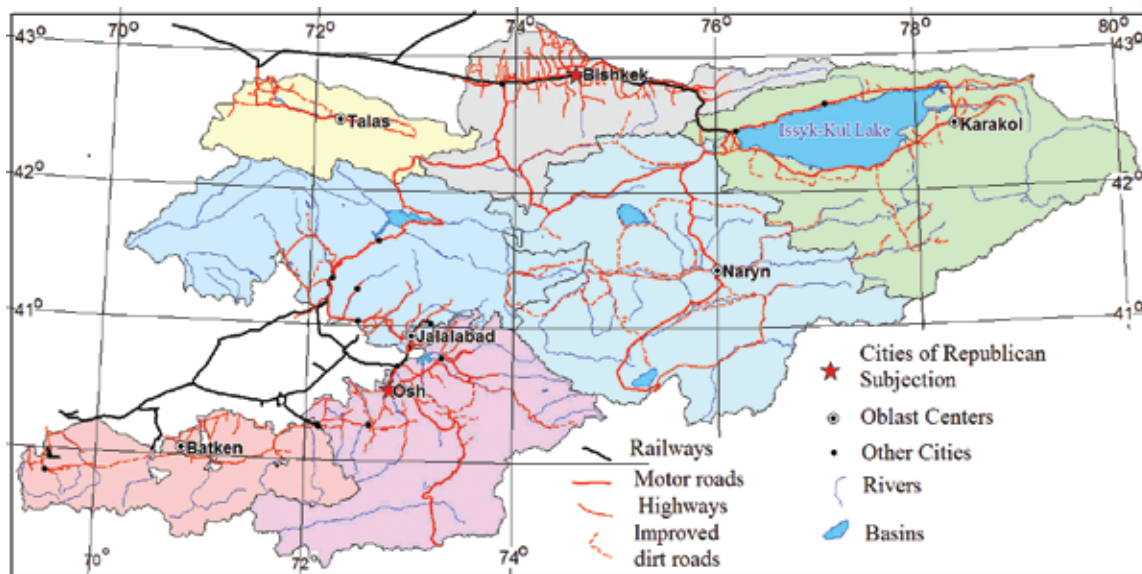 70°
72°
74°
76°
78°
80°
43°
43°
Bishkek
Talas
Issyk-Kul Lake
Karakol
42°
42°
Naryn
41°
41°
Jalalabad
Osh
Batken
70°
72°
74°
Cities of Republican
Subjection
Oblast Centers
Other Cities
Rivers
Basins
Railways
Motor roads
Highways
Improved
dirt roads